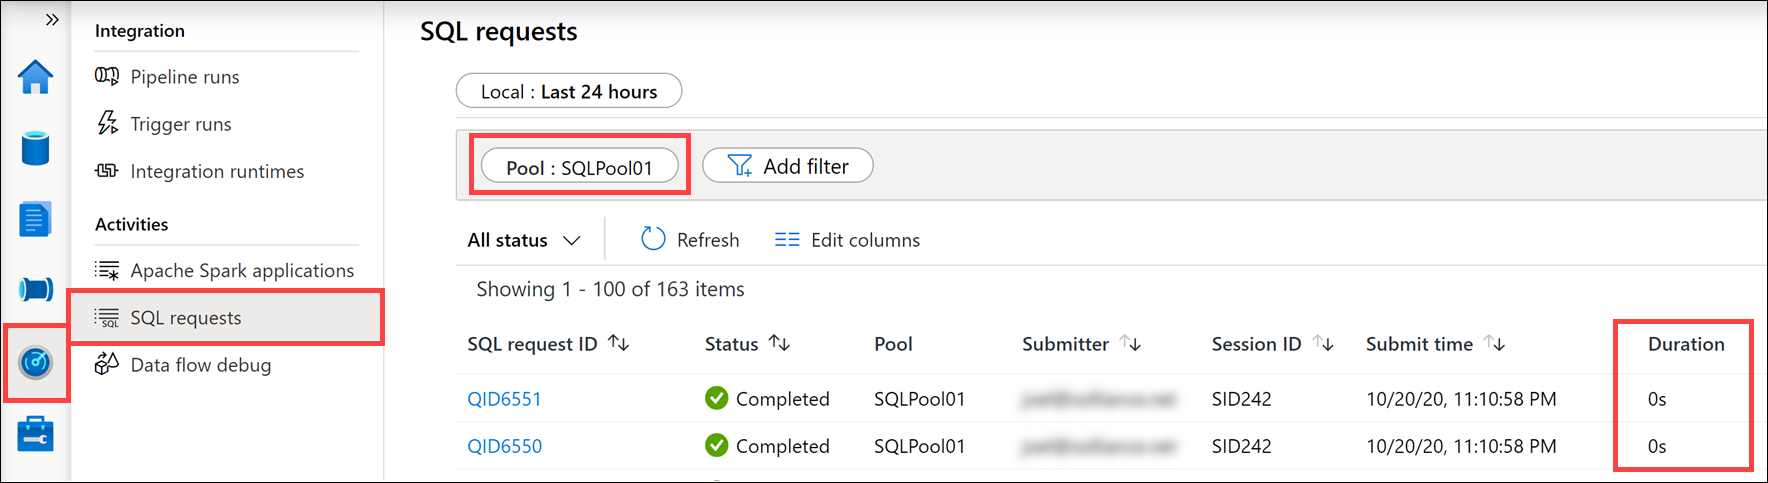 »
Integration
Pipeline runs
Trigger runs
Integration runtimes
Activities
Apache Spark applications
SQL
SQL requests
Data flow debug
SQL requests
Local : Last 24 hours
Pool : SQLPool01
Add filter
All status
Refresh
Edit columns
Showing 1 - 100 of 163 items
SQL request ID Status Pool Submitter Session ID Submit time Duration
QID6551 Completed SQLPool01 SID242 10/20/20, 11:10:58 PM 0s
QID6550 Completed SQLPool01 SID242 10/20/20, 11:10:58 PM 0s